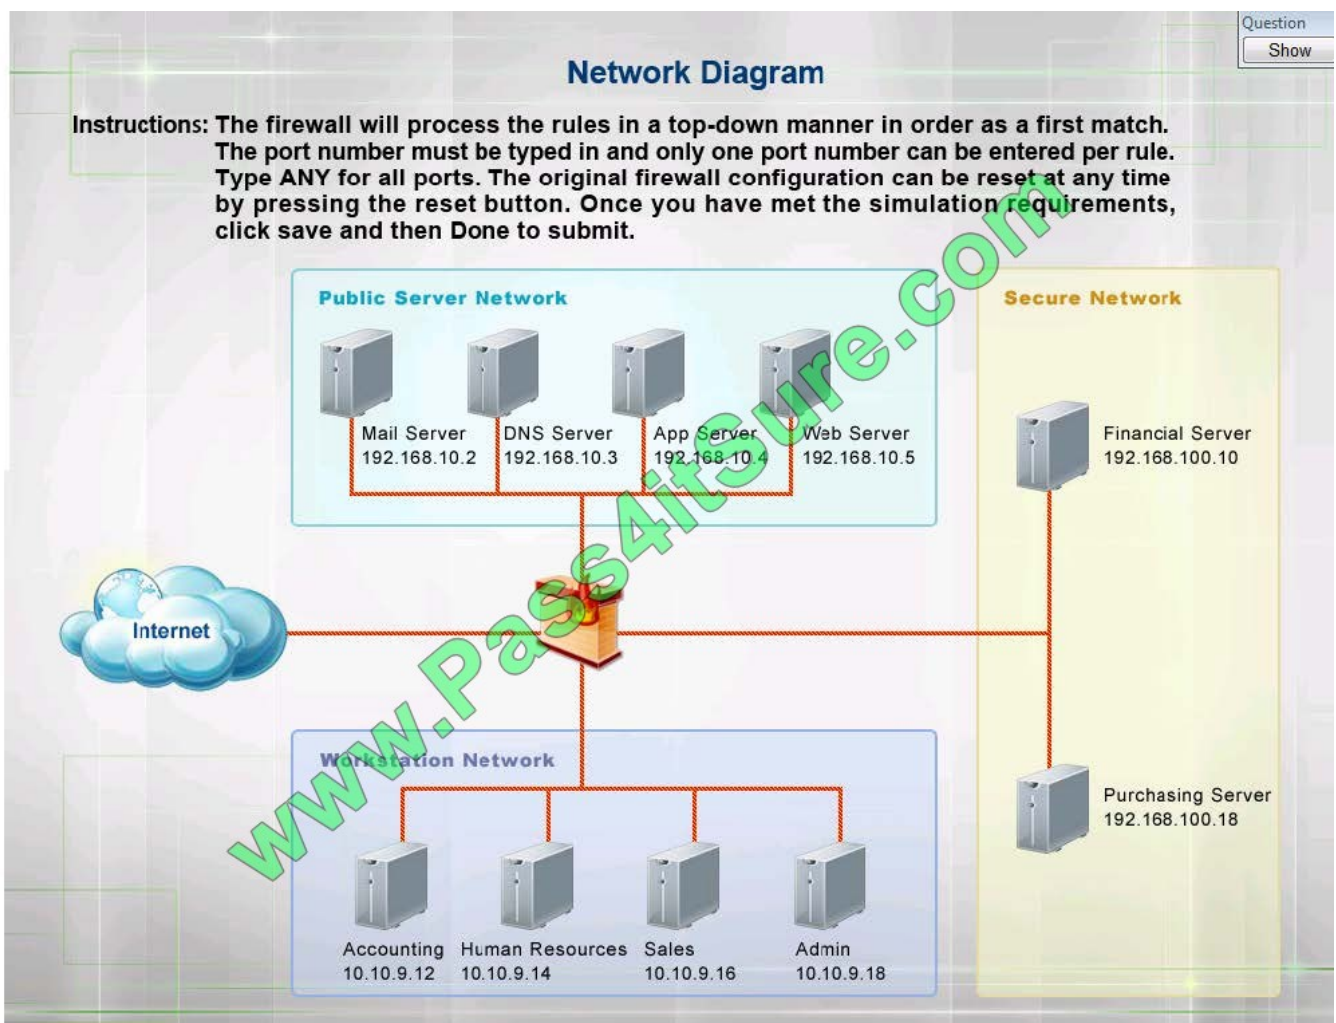 Question
Show
Network Diagram
Instructions: The firewall will process the rules in a top-down manner in order as a first match.
The port number must be typed in and only one port number can be entered per rule.
Type ANY for all ports. The original firewall configuration can be reset at any time
by pressing the reset button. Once you have met the simulation requirements,
click save and then Done to submit.
Public Server Network
Secure Network
Mail Server
192.168.10.2
DNS Server
192.168.10.3
App Server
192.168.10.4
Web Server
192.168.10.5
Financial Server
192.168.100.10
Internet
www.Pass4itSure.com
Workstation Network
Purchasing Server
192.168.100.18
Accounting
10.10.9.12
Human Resources
10.10.9.14
Sales
10.10.9.16
Admin
10.10.9.18